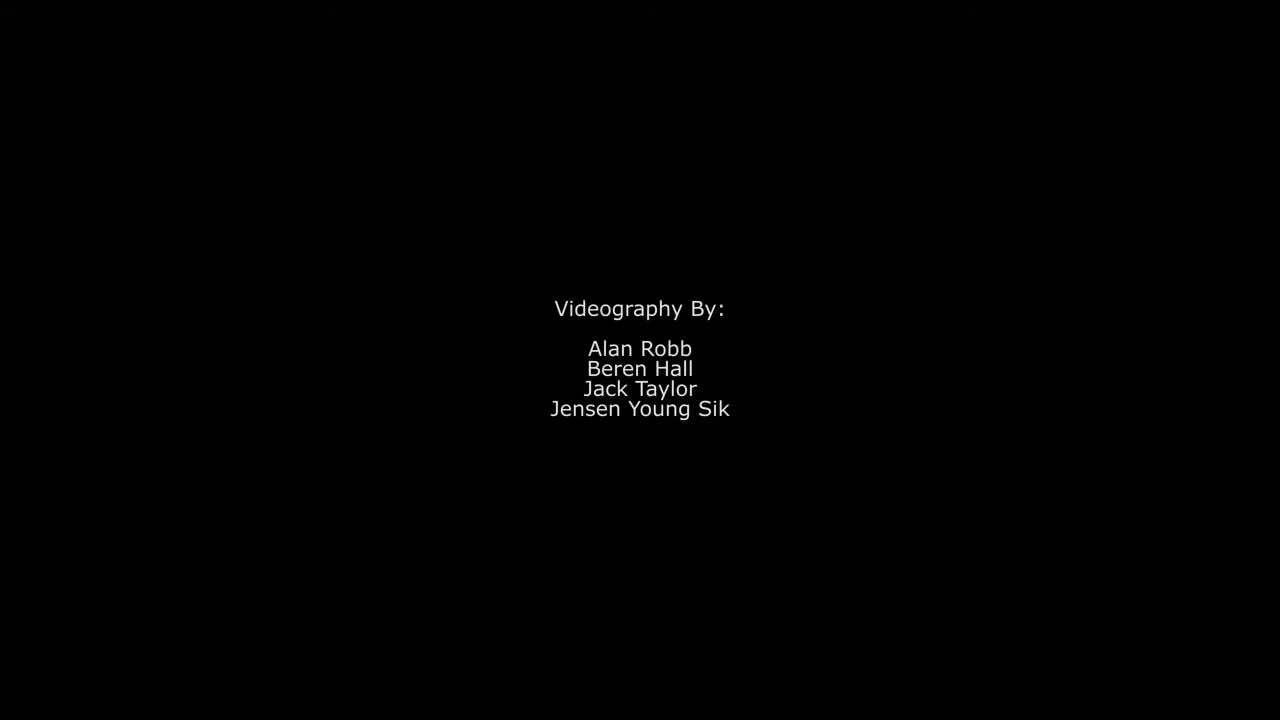 Videography By:
Alan Robb
Beren Hall
Jack Taylor
Jensen Young Sik